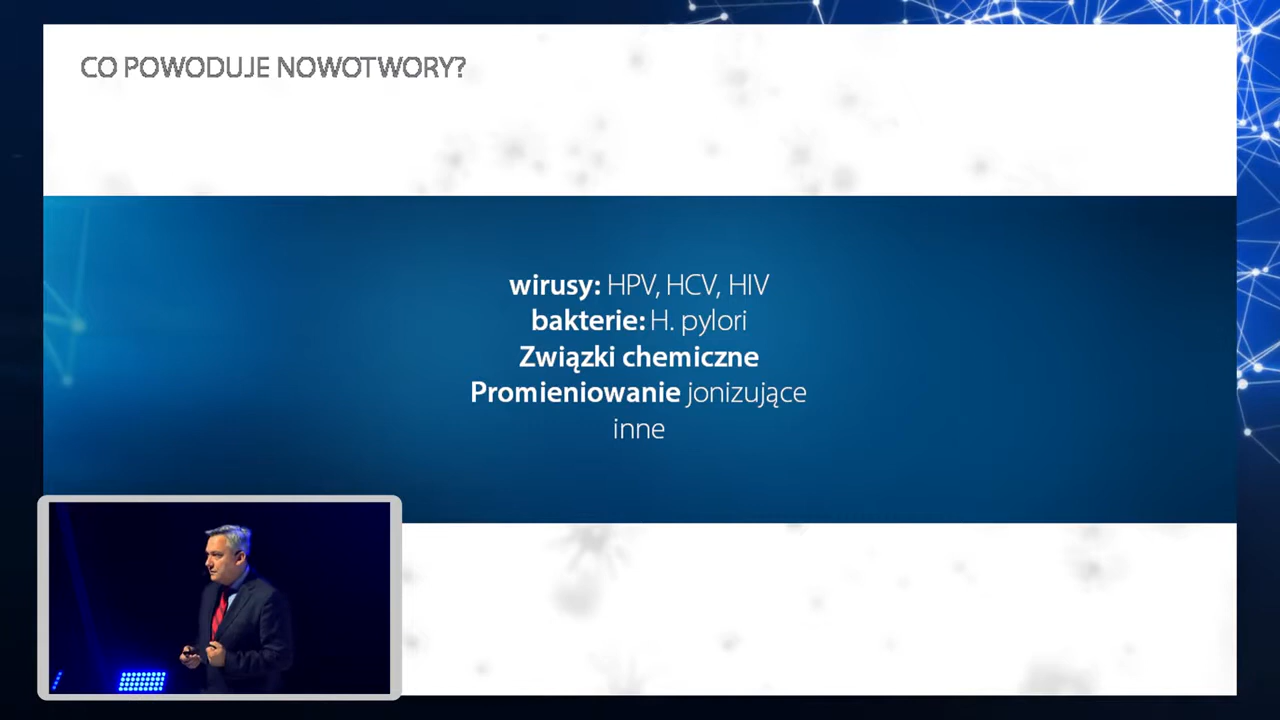 CO POWODUJE NOWOTWORY?
wirusy: HPV, HCV, HIV
bakterie: H. pylori
Związki chemiczne
Promieniowanie jonizujące
inne